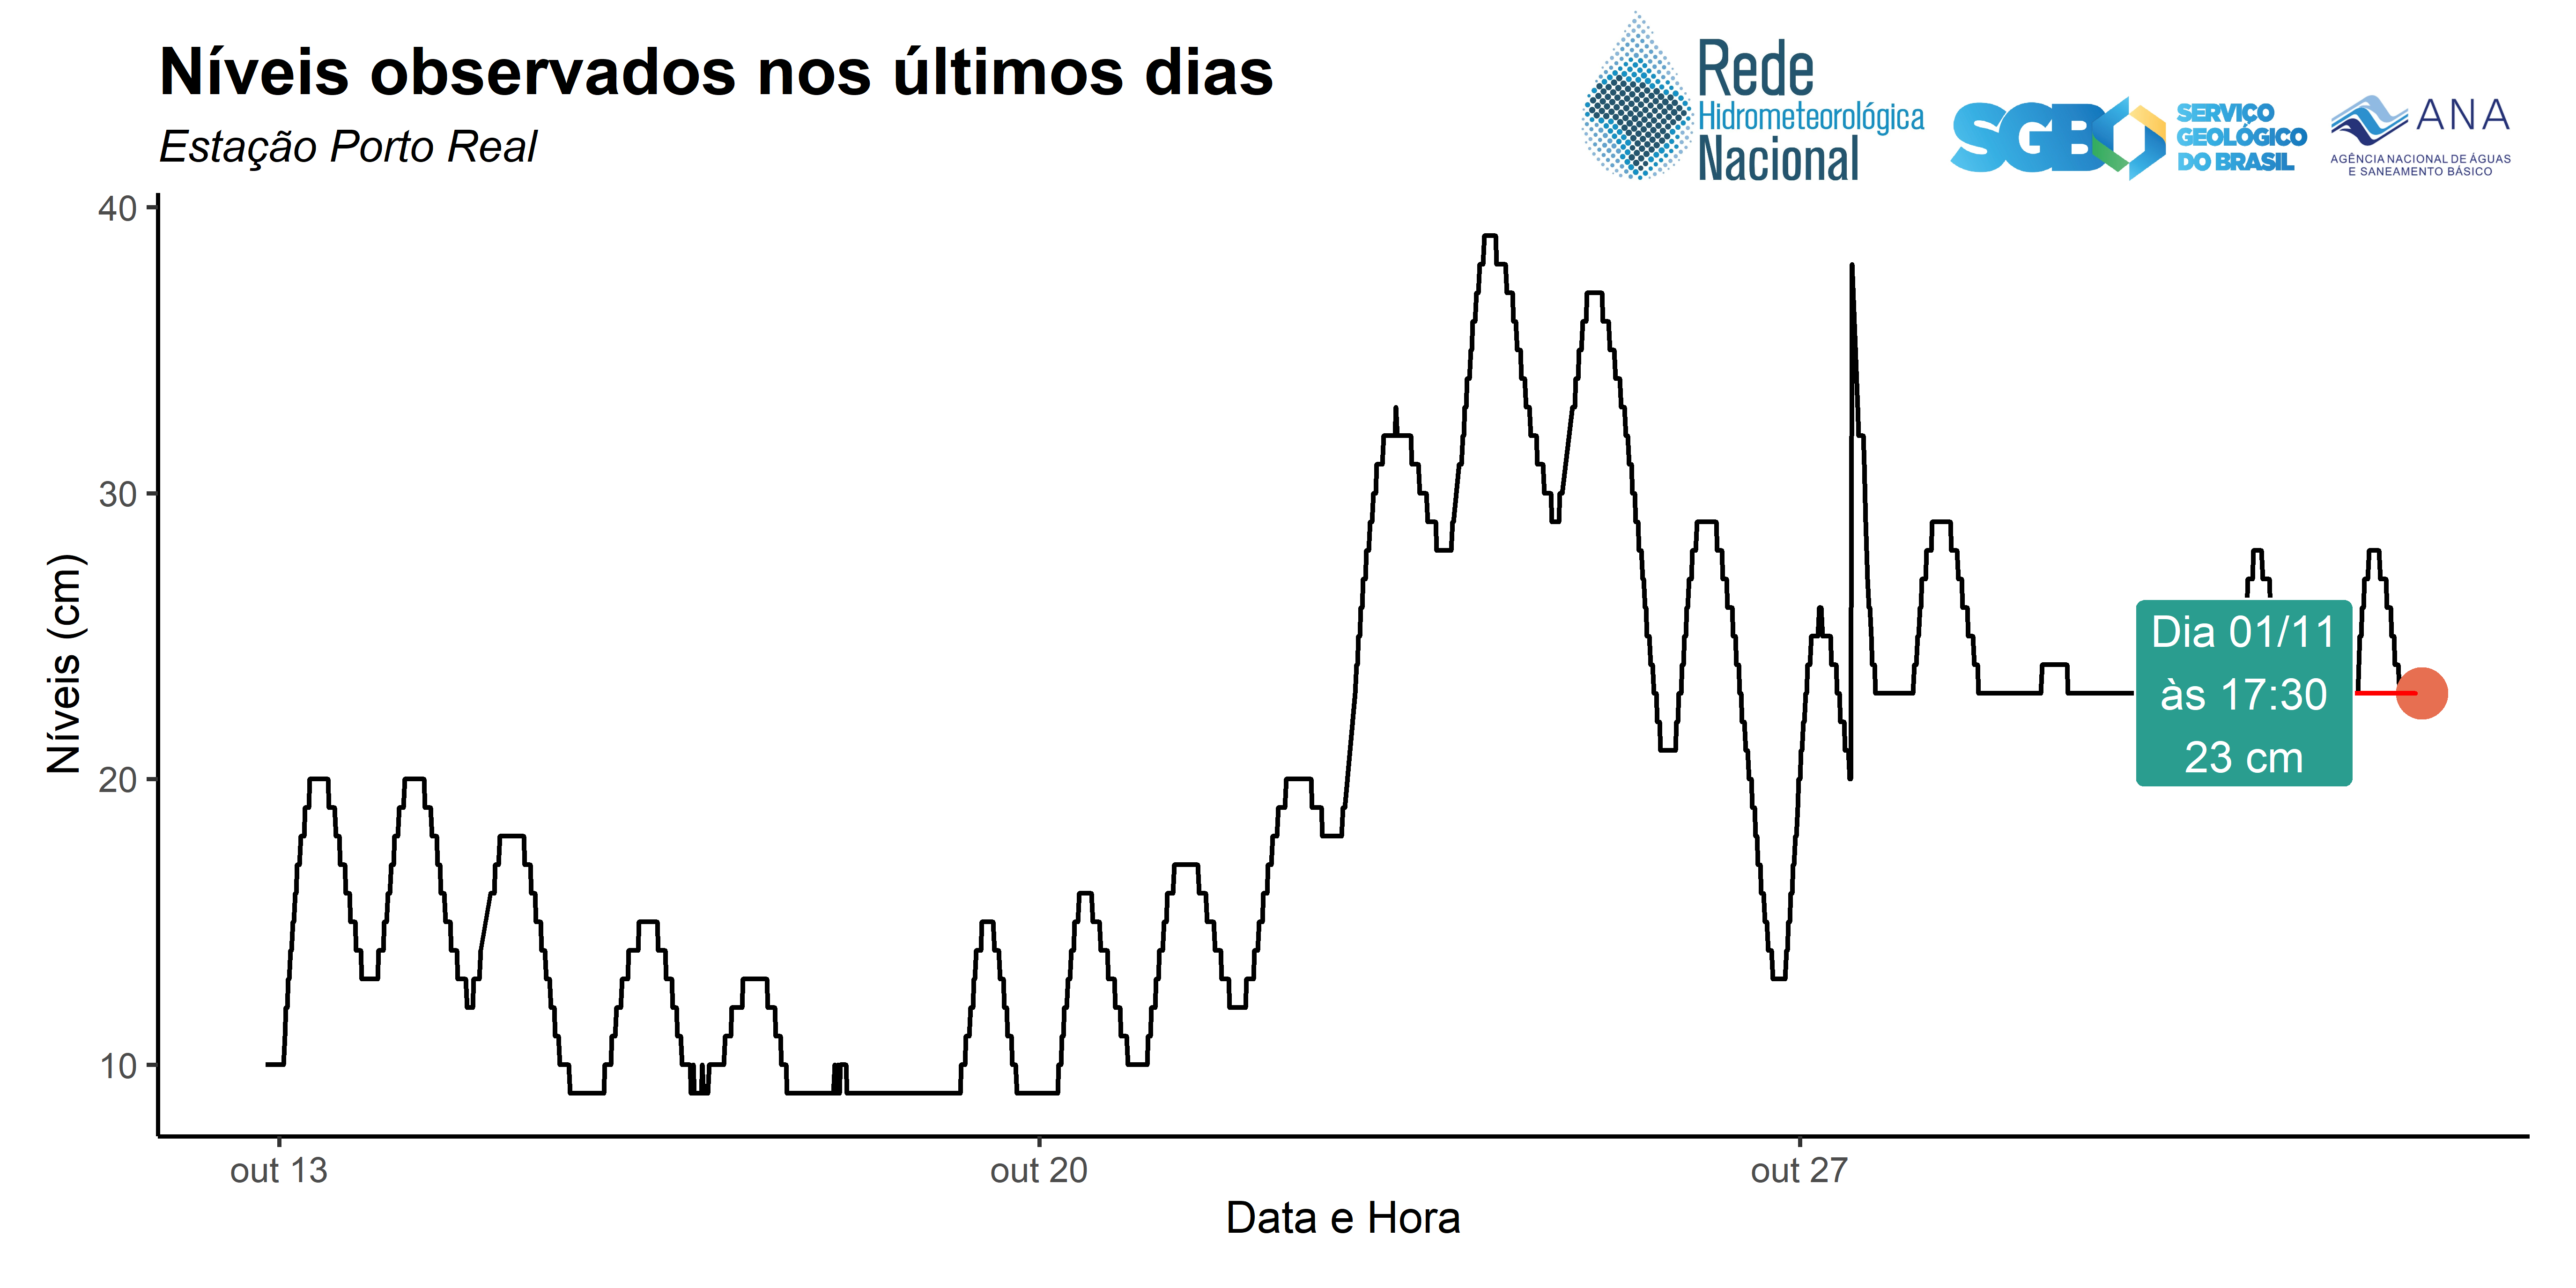 Níveis observados nos últimos dias
Estação Porto Real
Rede
Hidrometeorológica
Nacional
SGB
SERVIÇO
GEOLÓGICO
DO BRASIL
ANA
AGÊNCIA NACIONAL DE ÁGUAS
E SANEAMENTO BÁSICO
Níveis (cm)
40
30
20
10
Dia 01/11
às 17:30
23 cm
out 13
out 20
out 27
Data e Hora